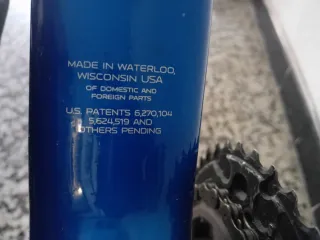 MADE IN WATERLOO,
WISCONSIN USA
OF DOMESTIC AND
FOREIGN PARTS
U.S. PATENTS 6,270,104
5,624,519 AND
OTHERS PENDING